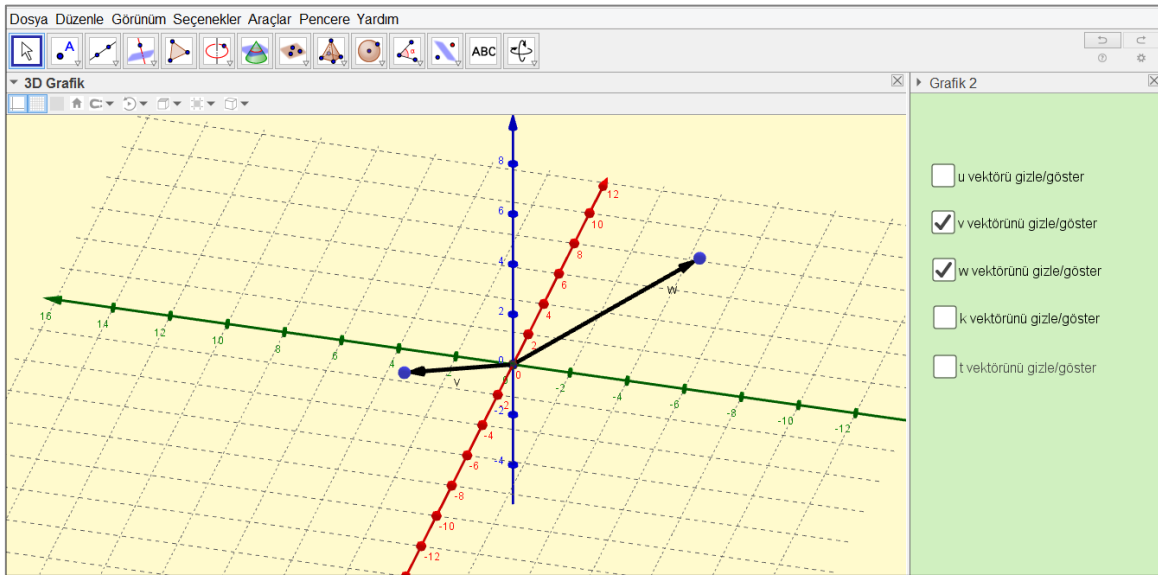 Dosya Düzenle Görünüm Seçenekler Araçlar Pencere Yardım
A
α
ABC
3D Grafik
Grafik 2
8
6
4
2
0
-2
-4
12
10
8
6
4
2
0
-2
-4
-6
-8
-10
-12
16
14
12
10
8
6
4
2
0
-2
-4
-6
-8
-10
-12
w
v
u vektörü gizle/göster
v vektörünü gizle/göster
w vektörünü gizle/göster
k vektörünü gizle/göster
t vektörünü gizle/göster